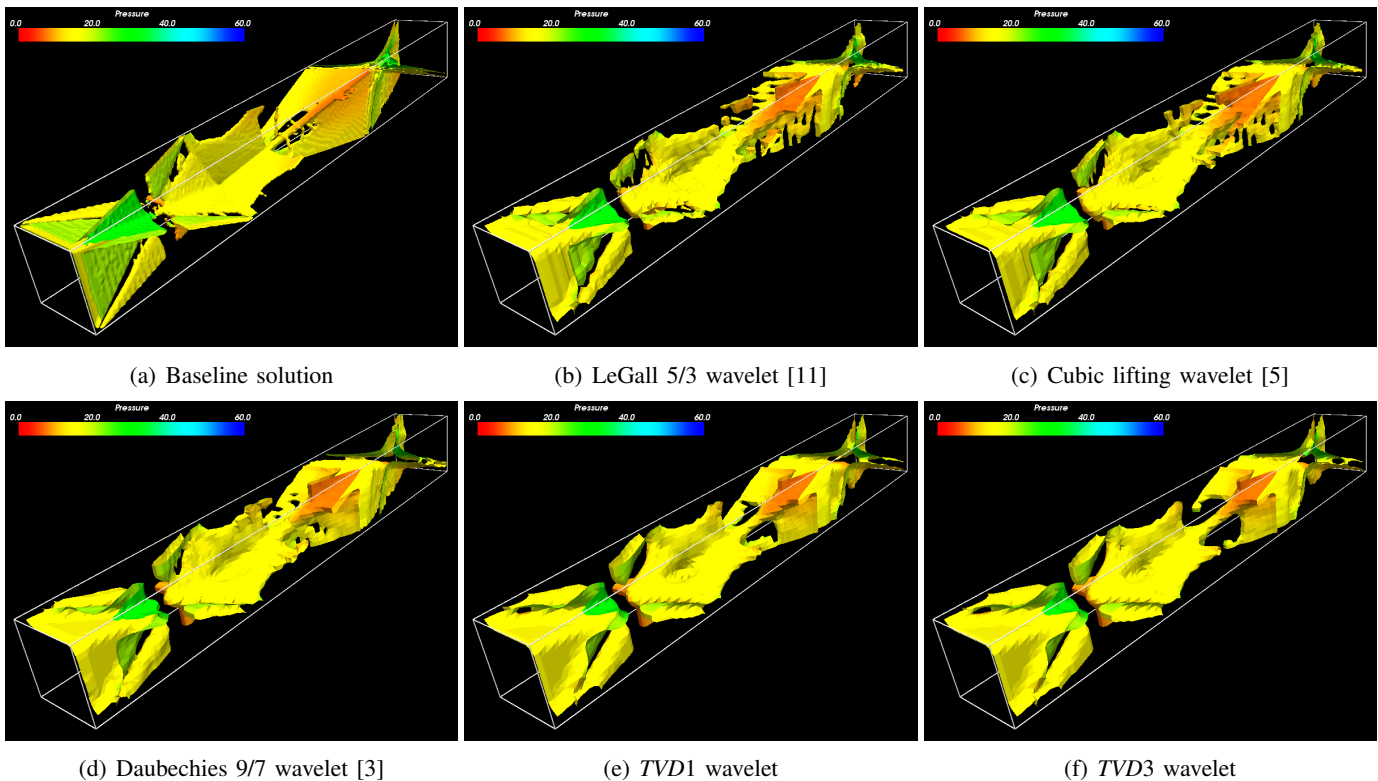 Pressure
0.0 20.0 40.0 60.0
Pressure
0.0 20.0 40.0 60.0
Pressure
0.0 20.0 40.0 60.0
(a) Baseline solution
(b) LeGall 5/3 wavelet [11]
(c) Cubic lifting wavelet [5]
Pressure
0.0 20.0 40.0 60.0
Pressure
0.0 20.0 40.0 60.0
Pressure
0.0 20.0 40.0 60.0
(d) Daubechies 9/7 wavelet [3]
(e) TVD1 wavelet
(f) TVD3 wavelet